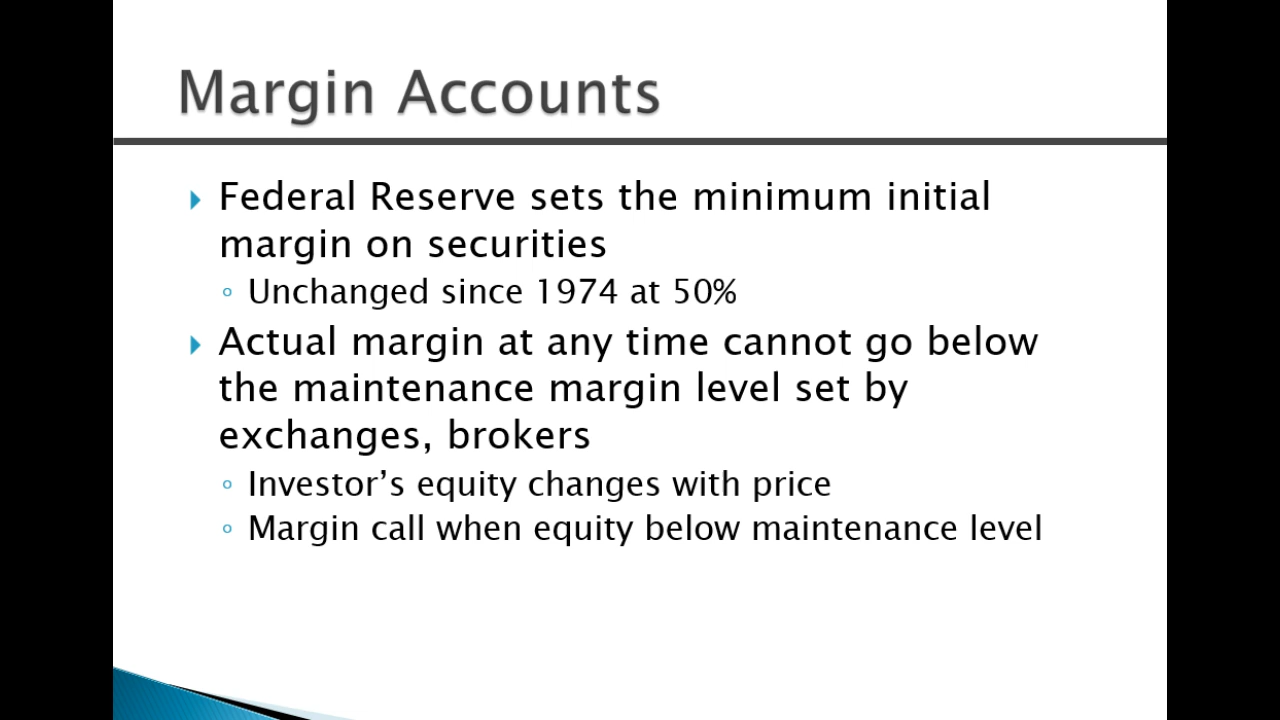 Margin Accounts
Federal Reserve sets the minimum initial
margin on securities
Unchanged since 1974 at 50%
Actual margin at any time cannot go below
the maintenance margin level set by
exchanges, brokers
Investor’s equity changes with price
Margin call when equity below maintenance level